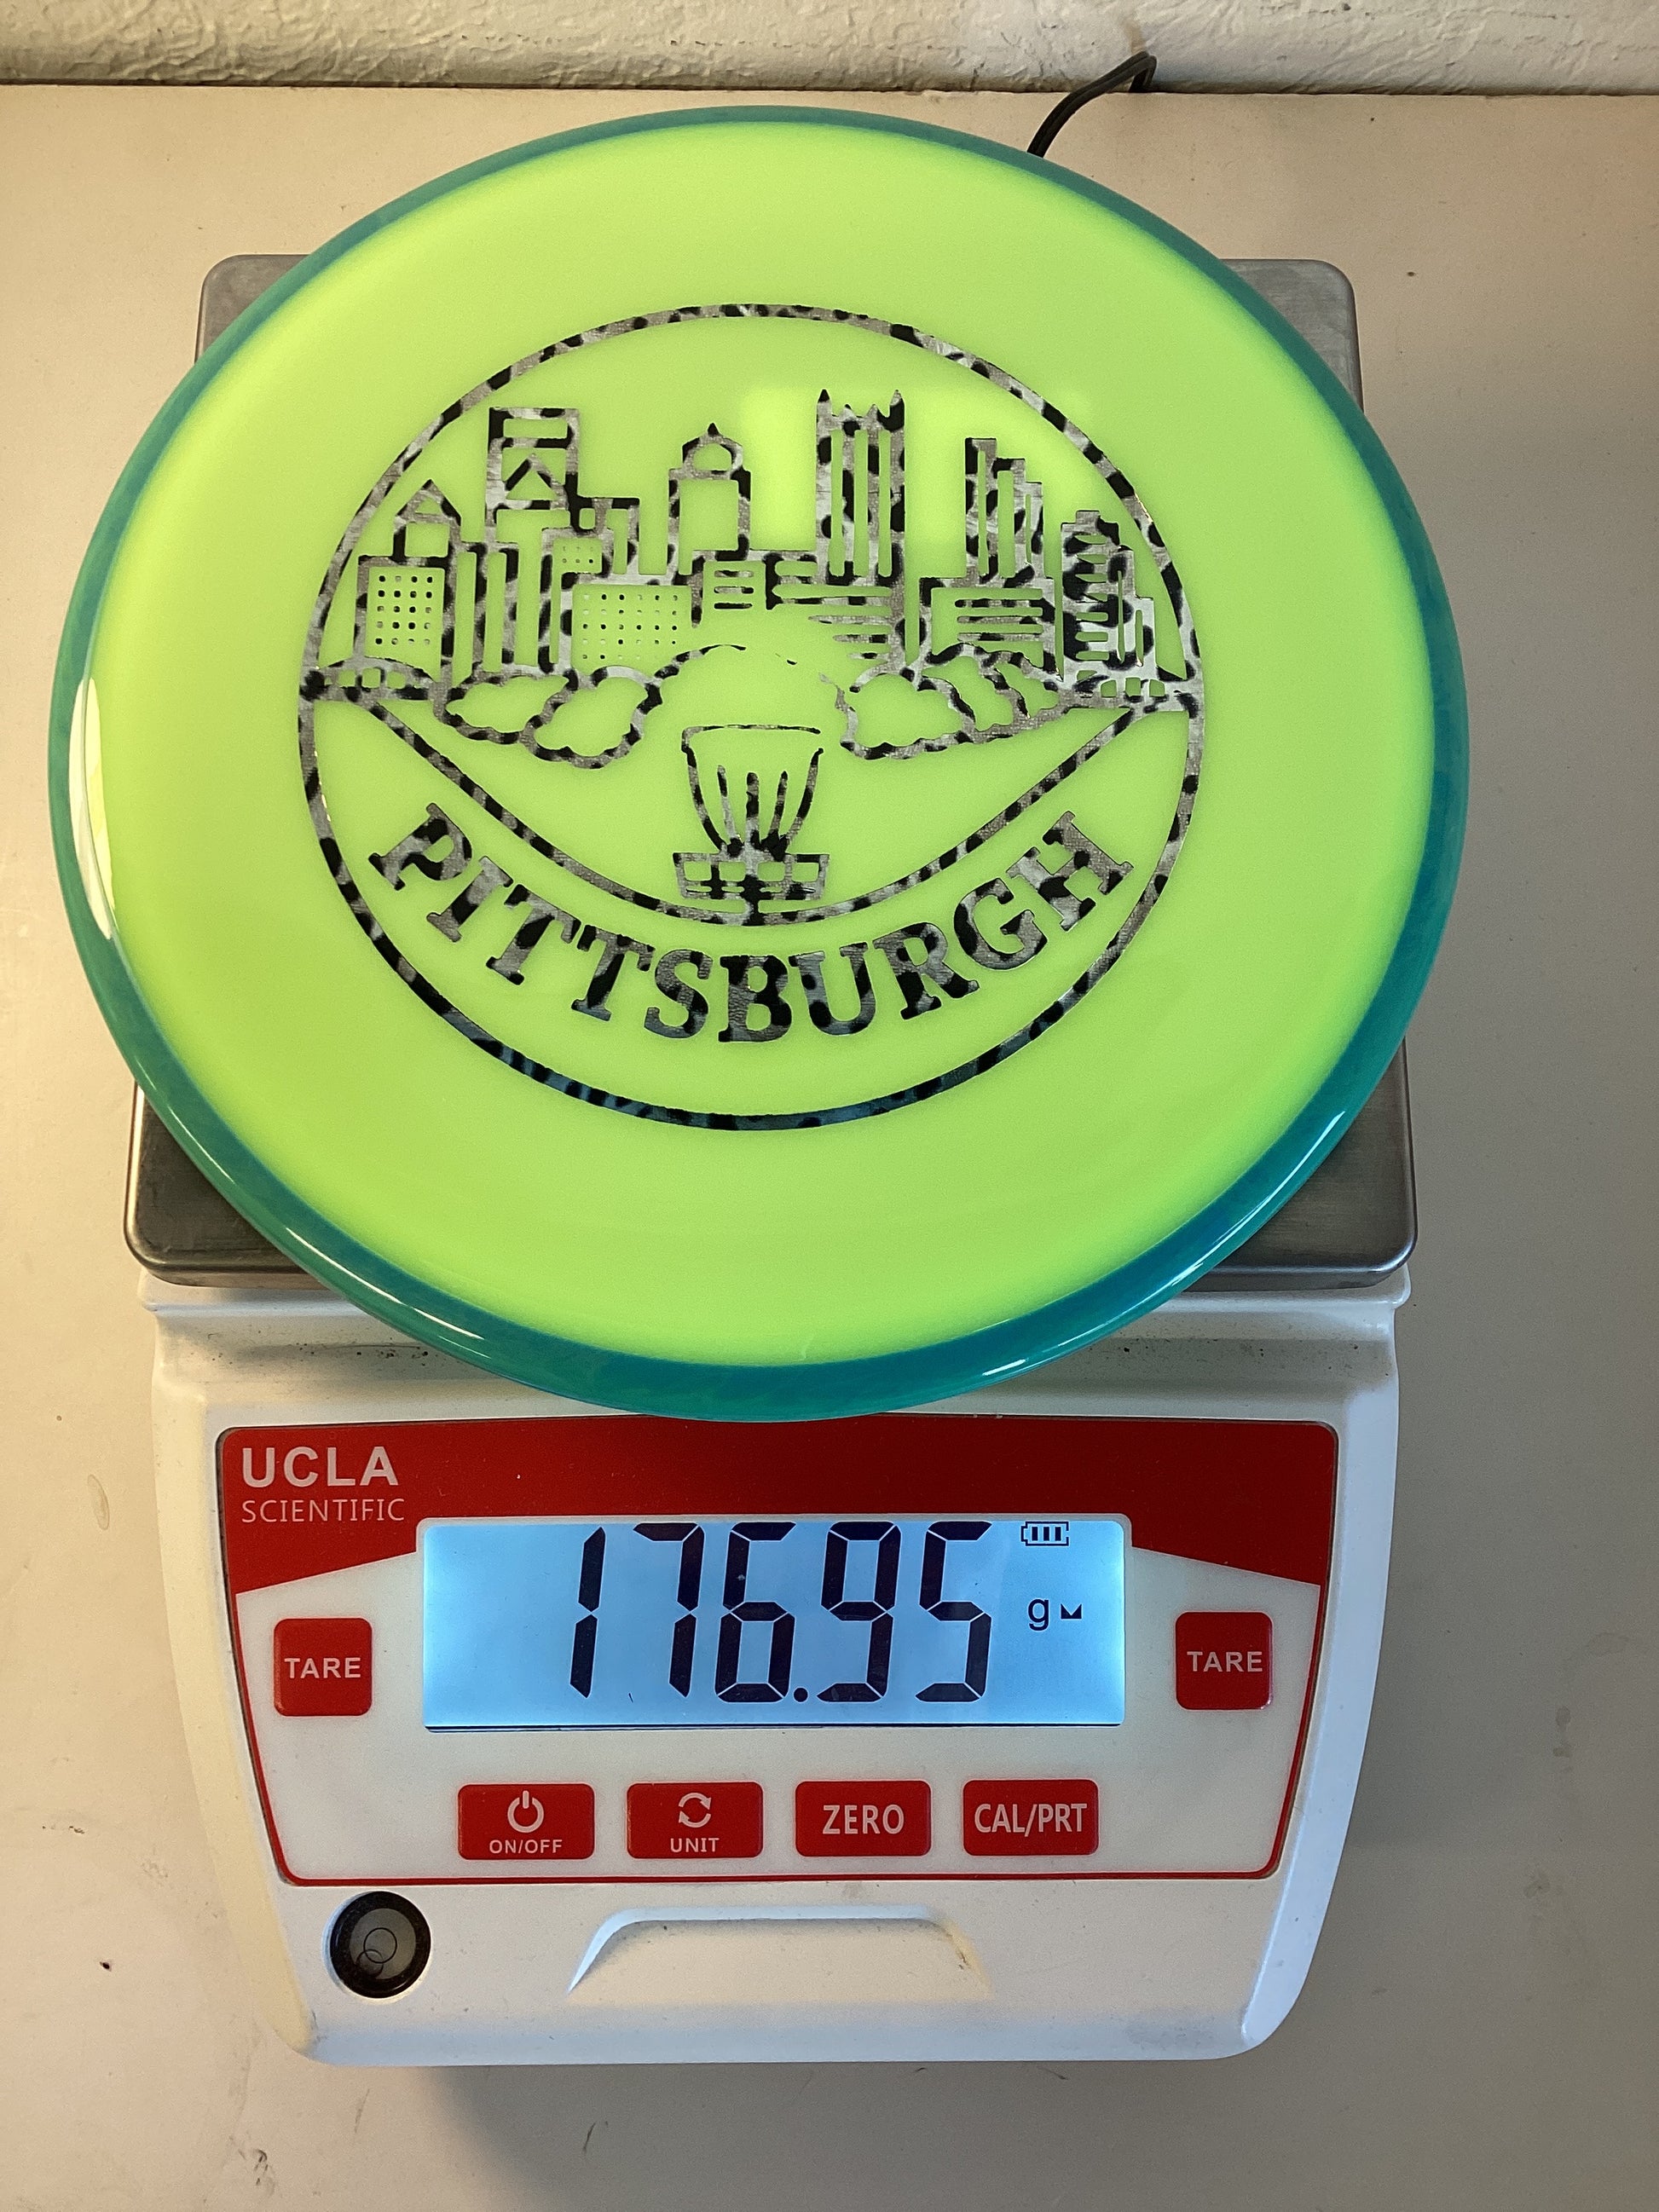 PITTSBURGH
UCLA
SCIENTIFIC
176.95 g
TARE
TARE
ON/OFF
UNIT
ZERO
CAL/PRT